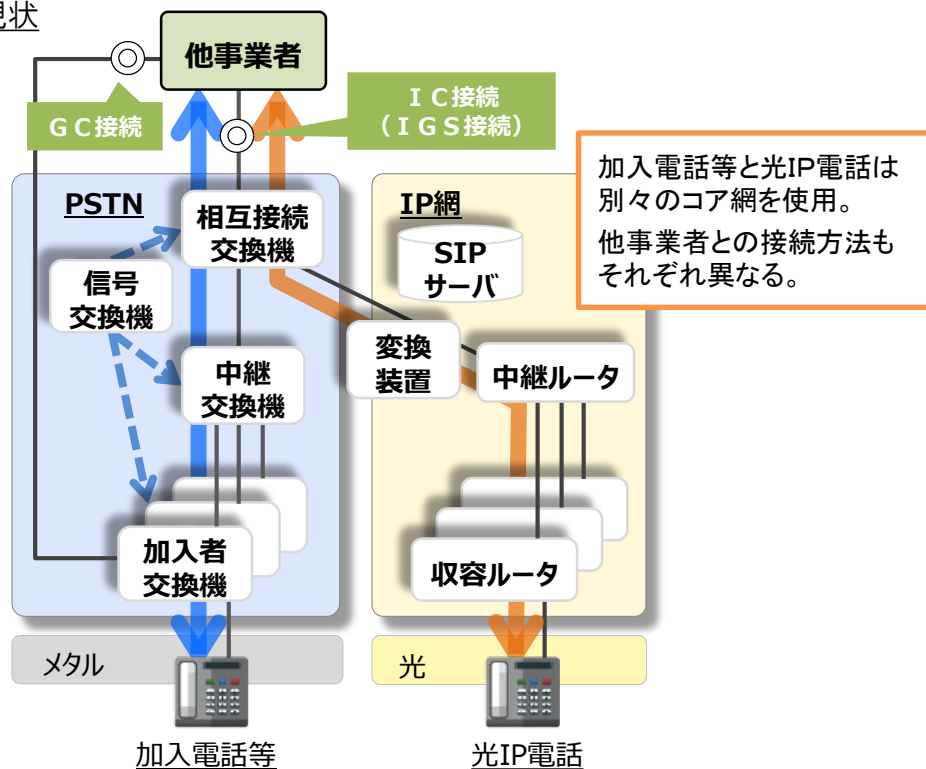 現状
他事業者
GC接続
IC接続
(IGS接続)
加入電話等と光IP電話は
別々のコア網を使用。
他事業者との接続方法も
それぞれ異なる。
PSTN
相互接続
交換機
信号
交換機
中継
交換機
加入者
交換機
IP網
SIP
サーバ
変換
装置
中継ルータ
収容ルータ
メタル
光
加入電話等
光IP電話